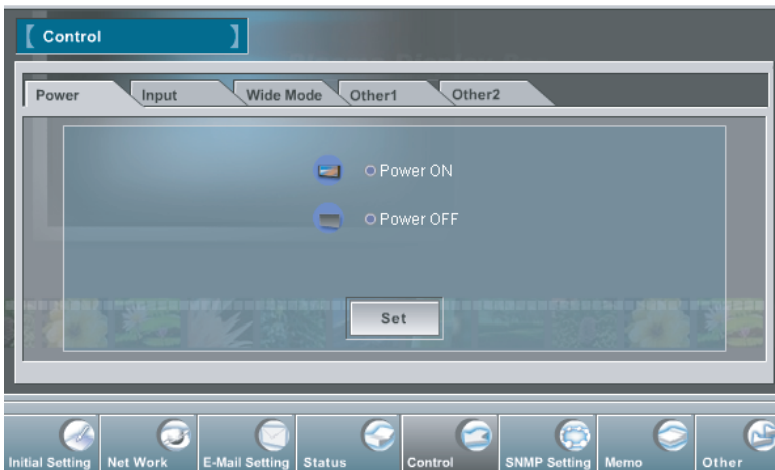 Control
Power Input Wide Mode Other1 Other2
Power ON
Power OFF
Set
Initial Setting Net Work E-Mail Setting Status Control SNMP Setting Memo Other